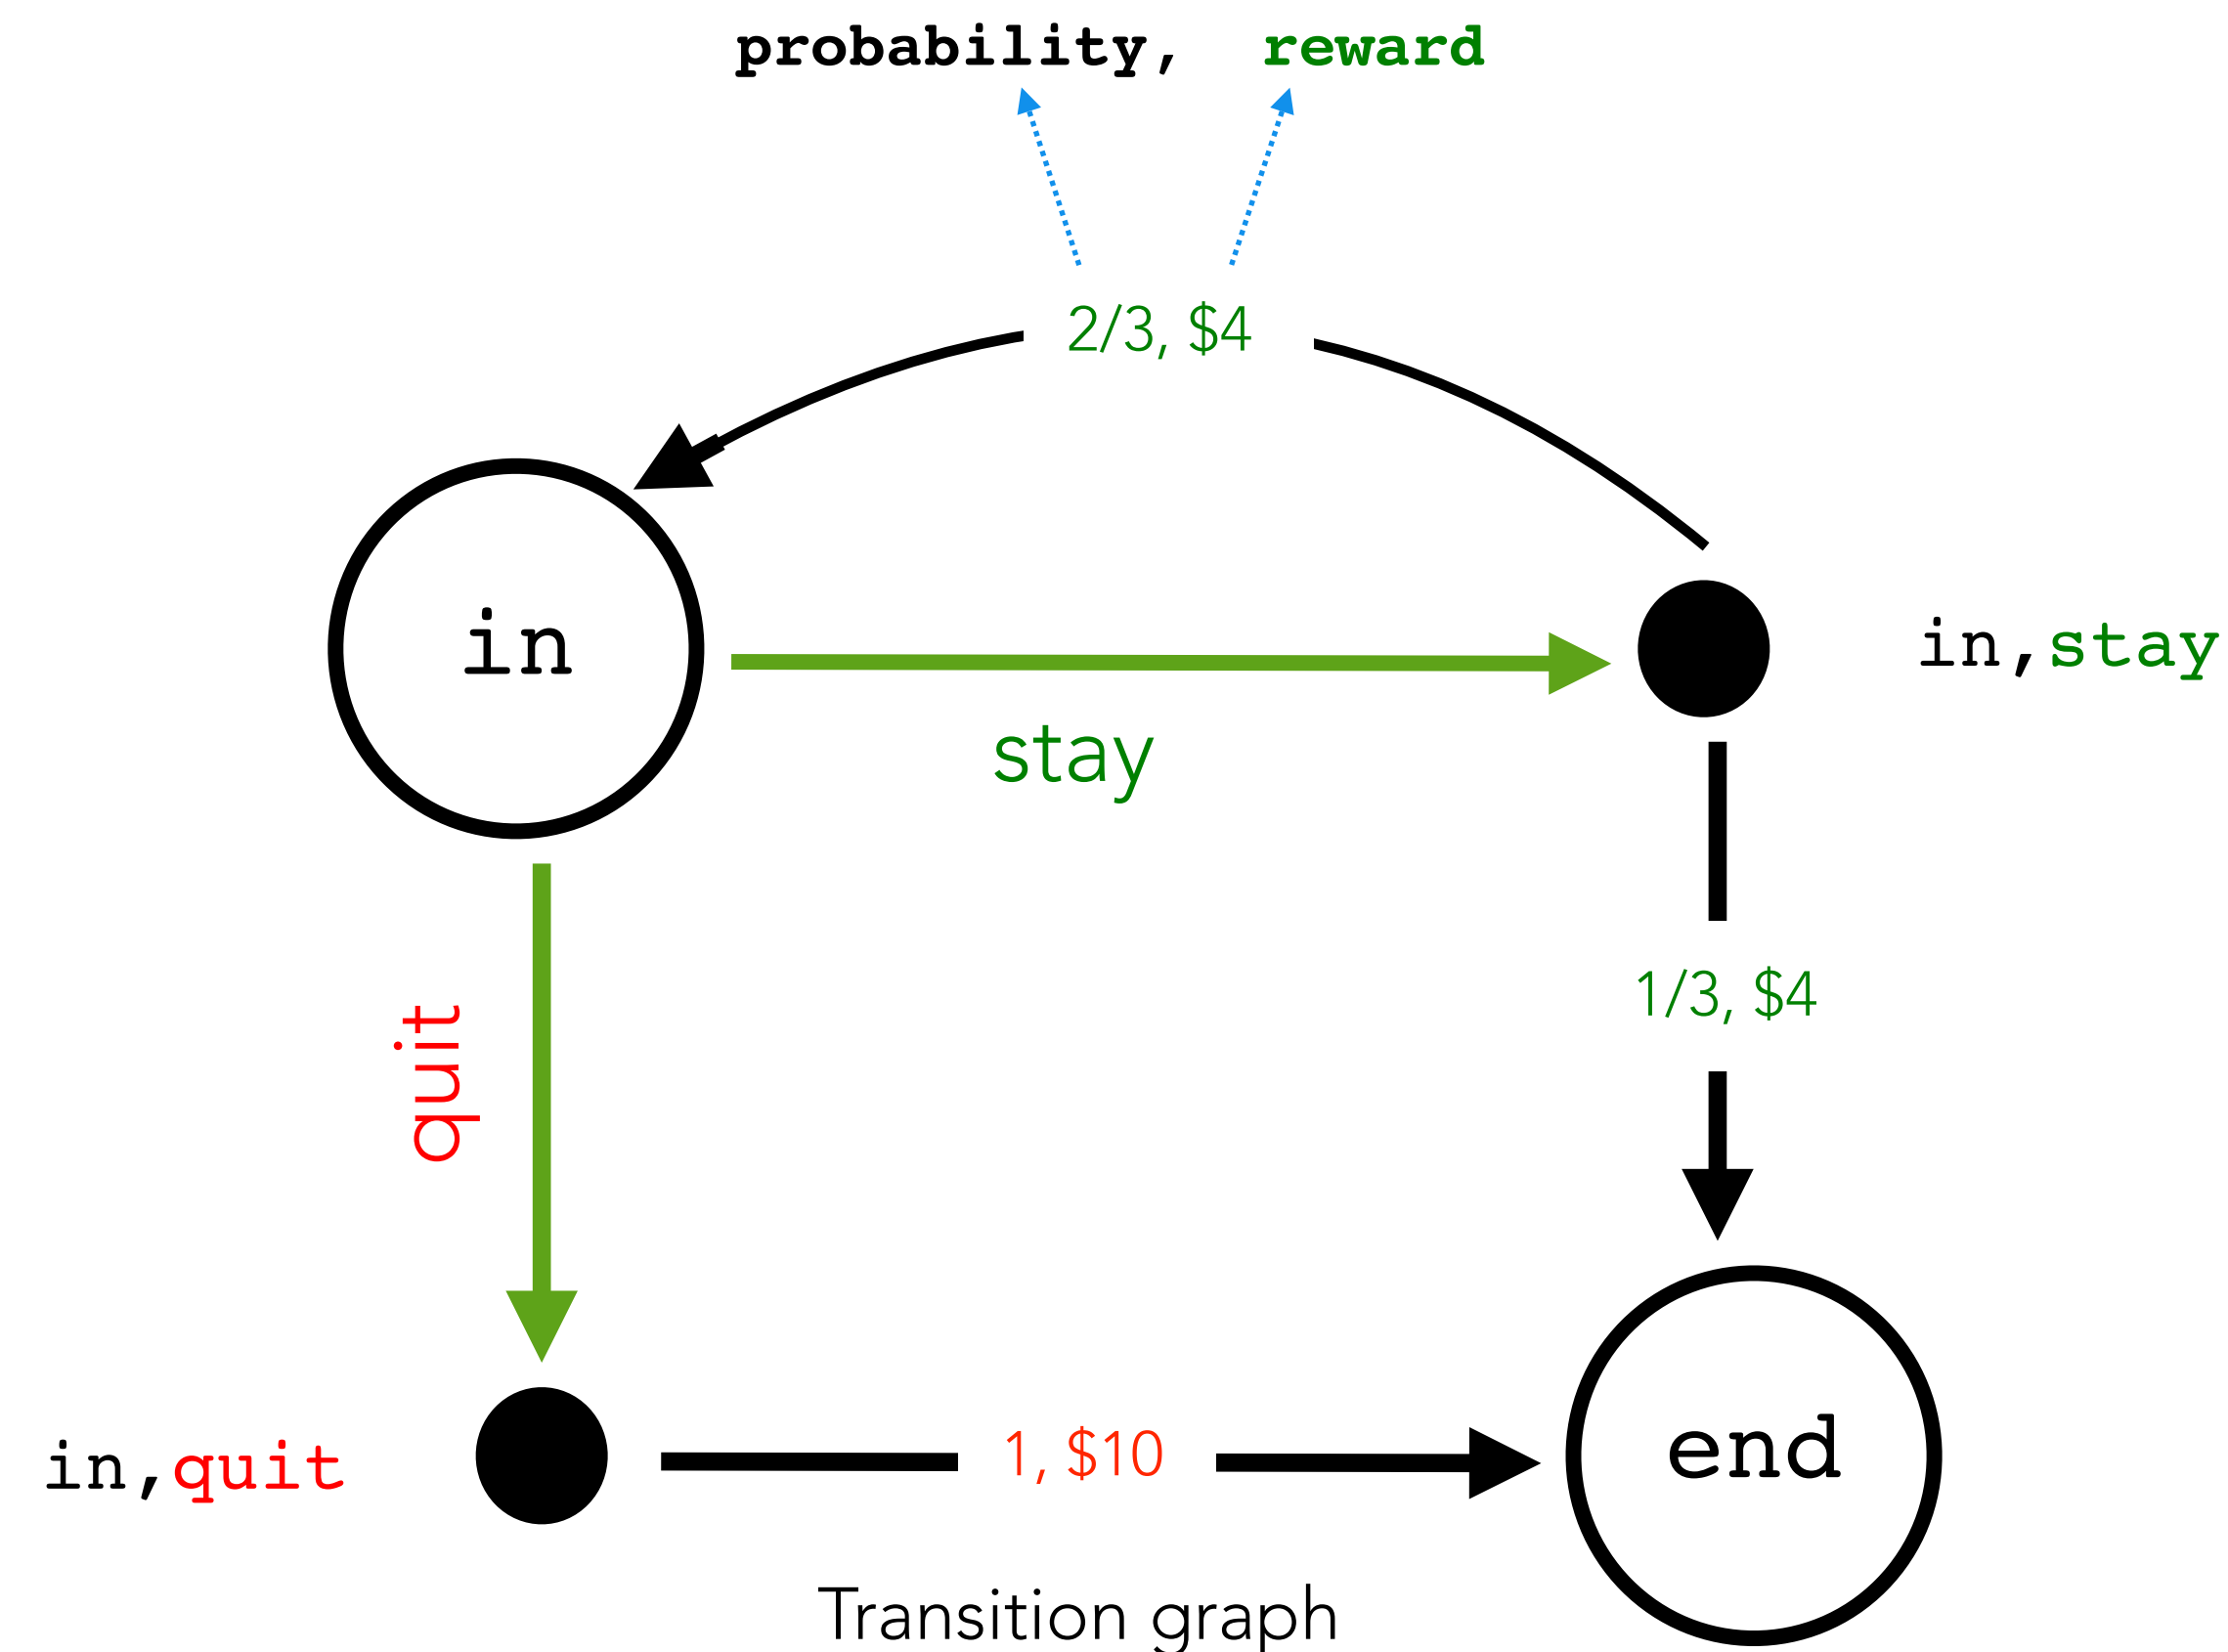 probability, reward
2/3, $4
in
in,stay
stay
1/3, $4
quit
end
in,quit
1, $10
Transition graph